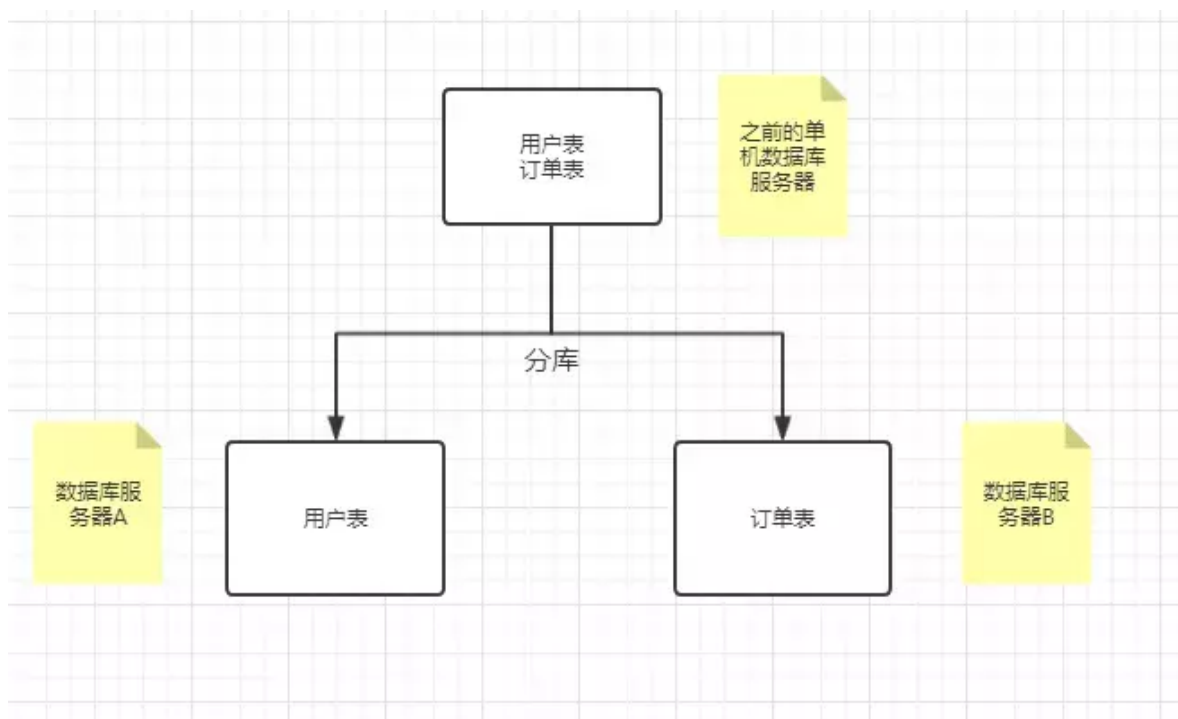 用户表
订单表
之前的单
机数据库
服务器
分库
数据库服
务器A
用户表
订单表
数据库服
务器B